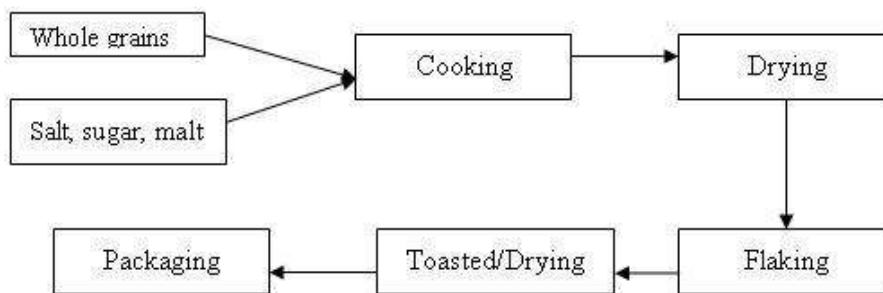 Whole grains
Cooking
Drying
Salt, sugar, malt
Packaging
Toasted/Drying
Flaking